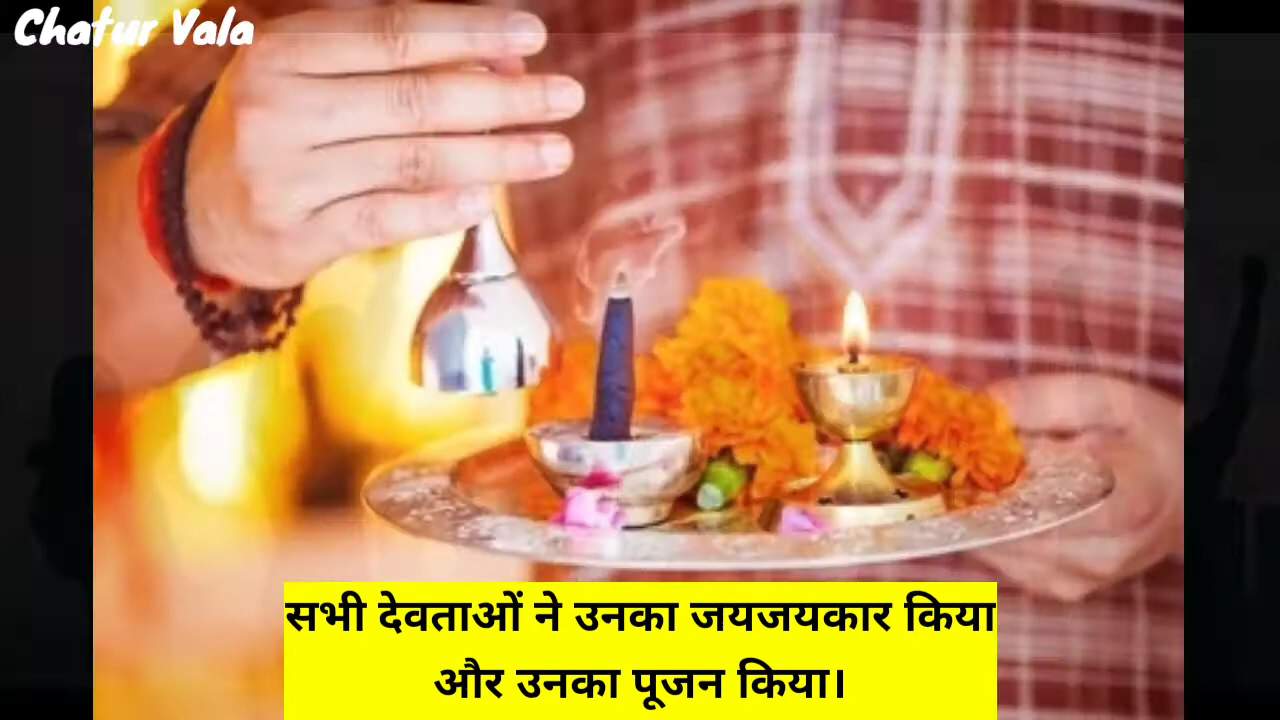 Chatur Vala
सभी देवताओं ने उनका जयजयकार किया
और उनका पूजन किया।